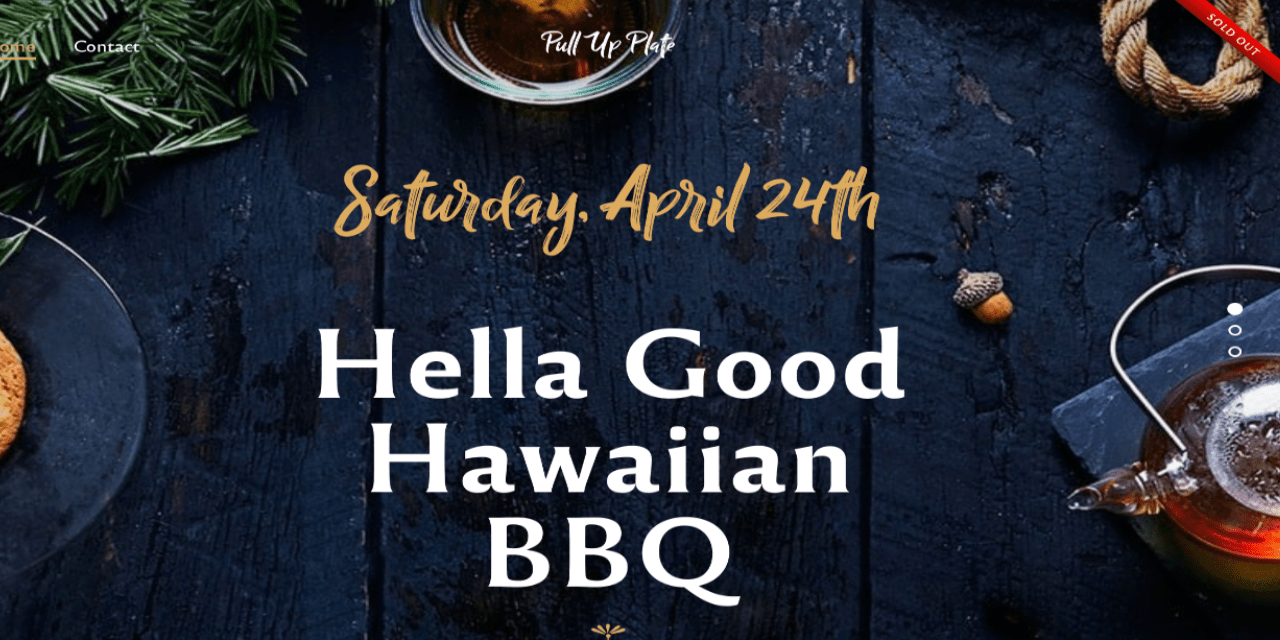 Contact
Pull Up Plate
SOLD OUT
Saturday, April 24th
Hella Good
Hawaiian
BBQ